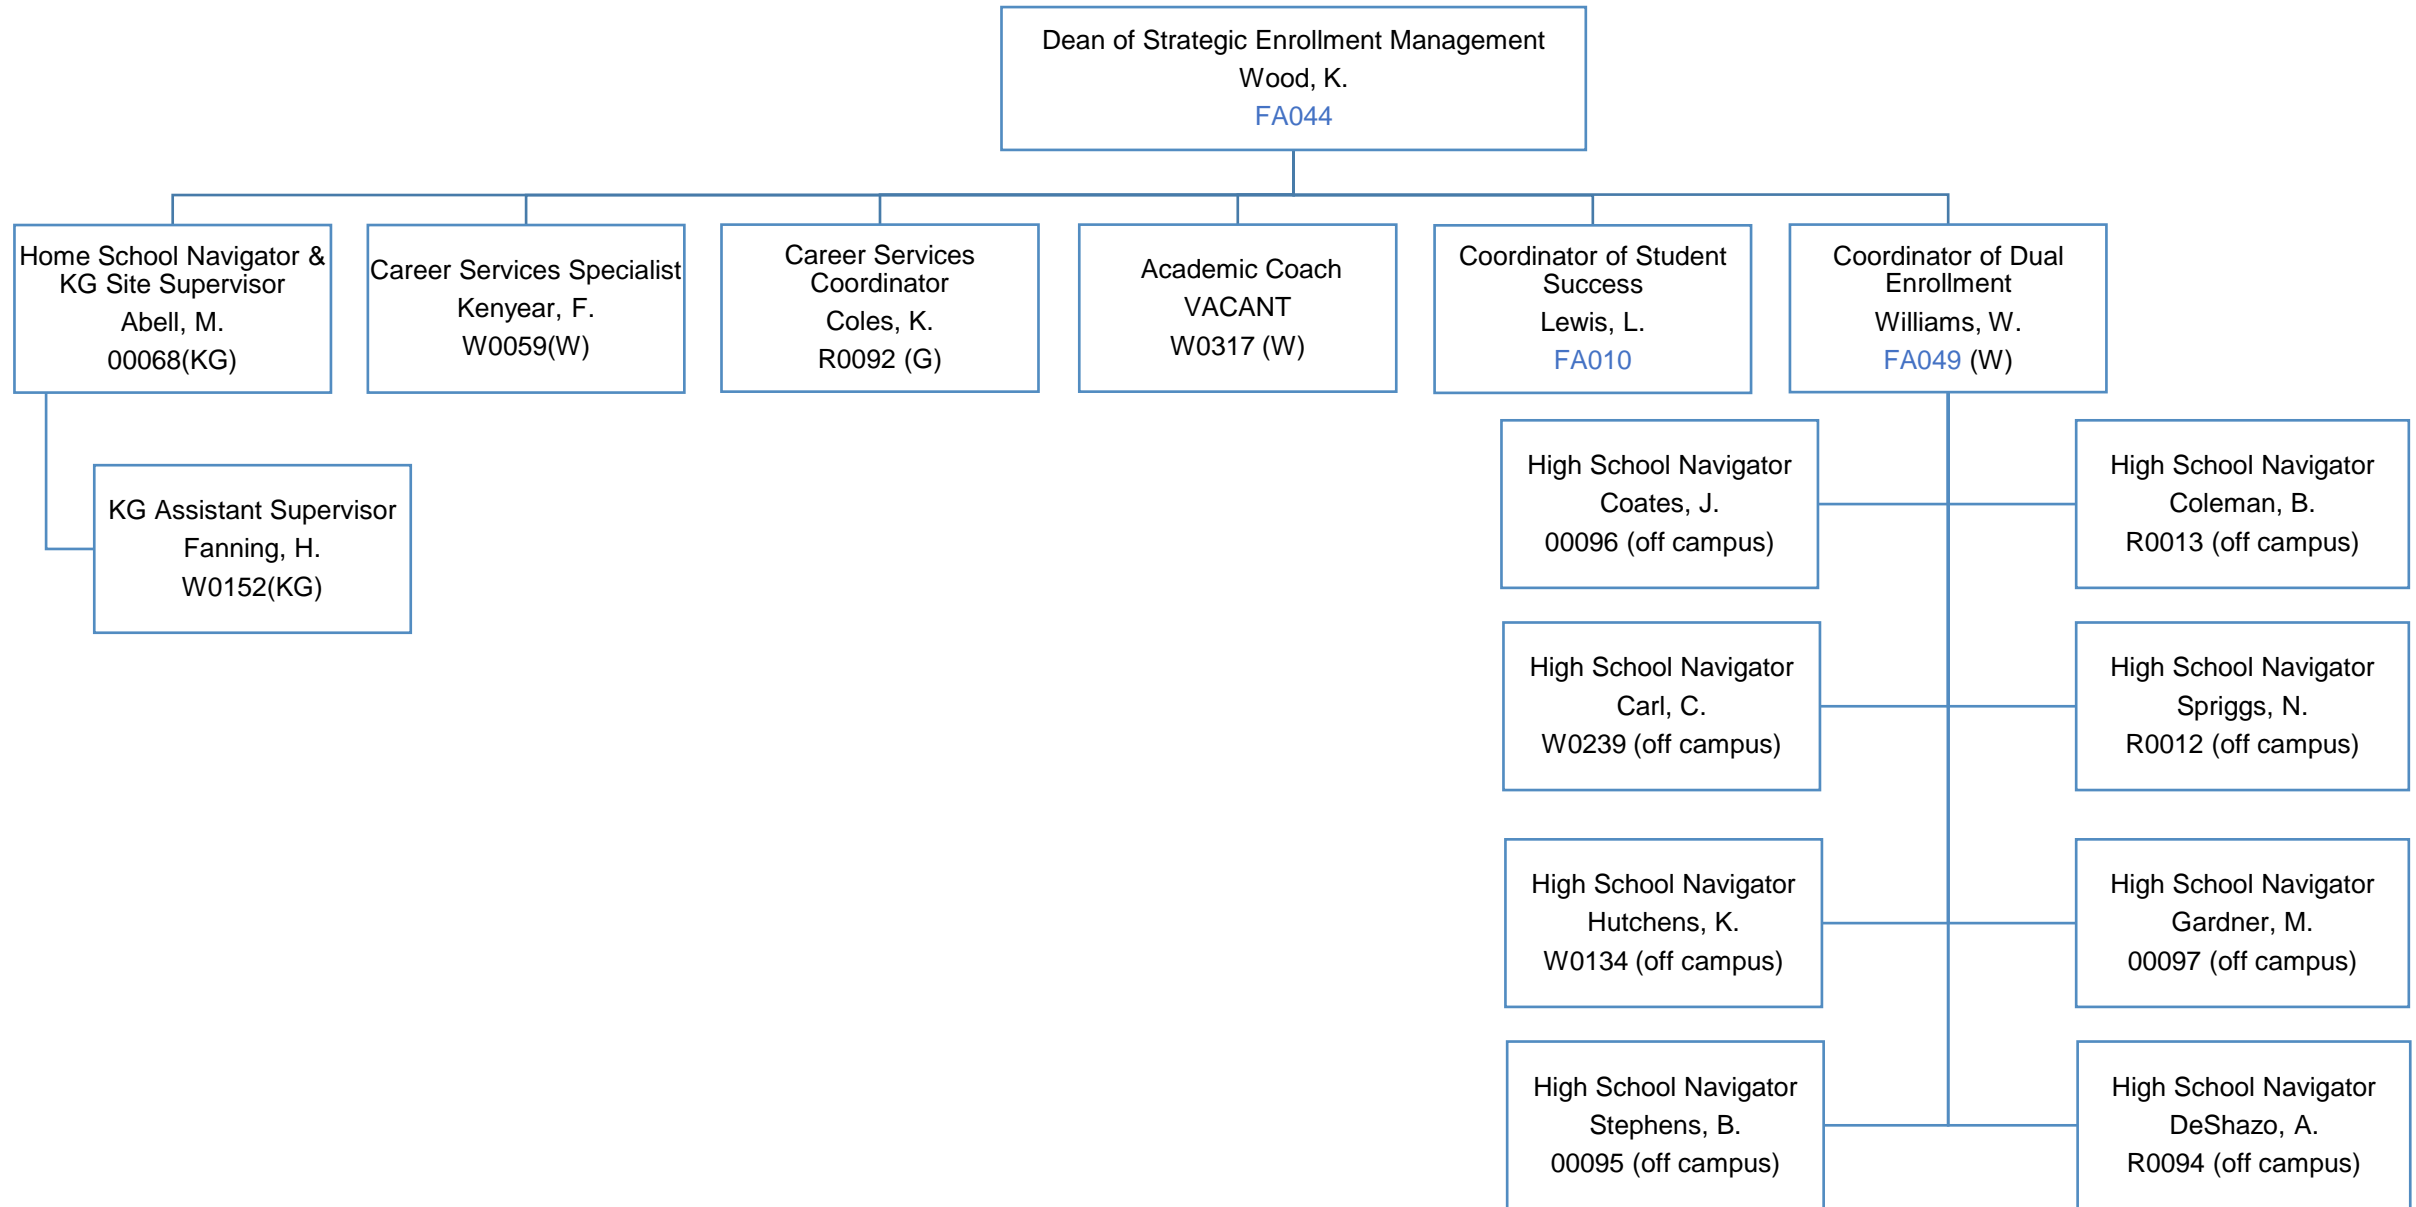 Dean of Strategic Enrollment Management
Wood, K.
FA044
Home School Navigator &
KG Site Supervisor
Abell, M.
00068(KG)
Career Services Specialist
Kenyear, F.
W0059(W)
Career Services
Coordinator
Coles, K.
R0092 (G)
Academic Coach
VACANT
W0317 (W)
Coordinator of Student
Success
Lewis, L.
FA010
Coordinator of Dual
Enrollment
Williams, W.
FA049 (W)
KG Assistant Supervisor
Fanning, H.
W0152(KG)
High School Navigator
Coates, J.
00096 (off campus)
High School Navigator
Coleman, B.
R0013 (off campus)
High School Navigator
Carl, C.
W0239 (off campus)
High School Navigator
Spriggs, N.
R0012 (off campus)
High School Navigator
Hutchens, K.
W0134 (off campus)
High School Navigator
Gardner, M.
00097 (off campus)
High School Navigator
Stephens, B.
00095 (off campus)
High School Navigator
DeShazo, A.
R0094 (off campus)